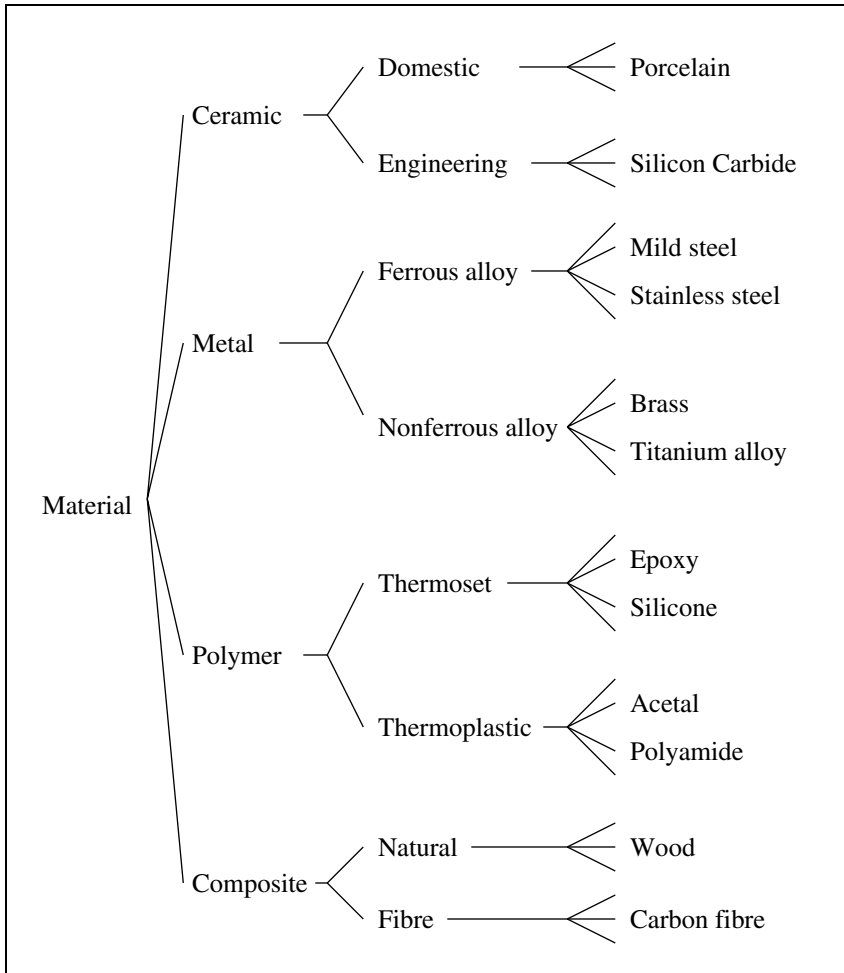 Domestic
Porcelain
Ceramic
Engineering
Silicon Carbide
Mild steel
Ferrous alloy
Stainless steel
Metal
Brass
Nonferrous alloy
Titanium alloy
Material
Epoxy
Thermoset
Silicone
Polymer
Acetal
Thermoplastic
Polyamide
Natural
Wood
Composite
Fibre
Carbon fibre